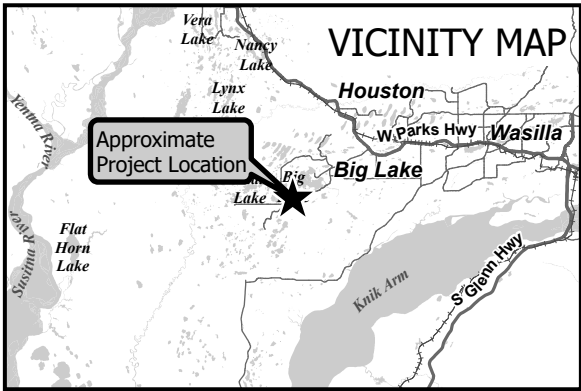 VICINITY MAP
Vera
Lake
Nancy
Lake
Houston
Lynx
Lake
W Parks Hwy
Wasilla
Yentna River
Approximate
Project Location
Big
Lake
Big Lake
Flat
Horn
Lake
Susitna River
Knik Arm
S Glenn Hwy